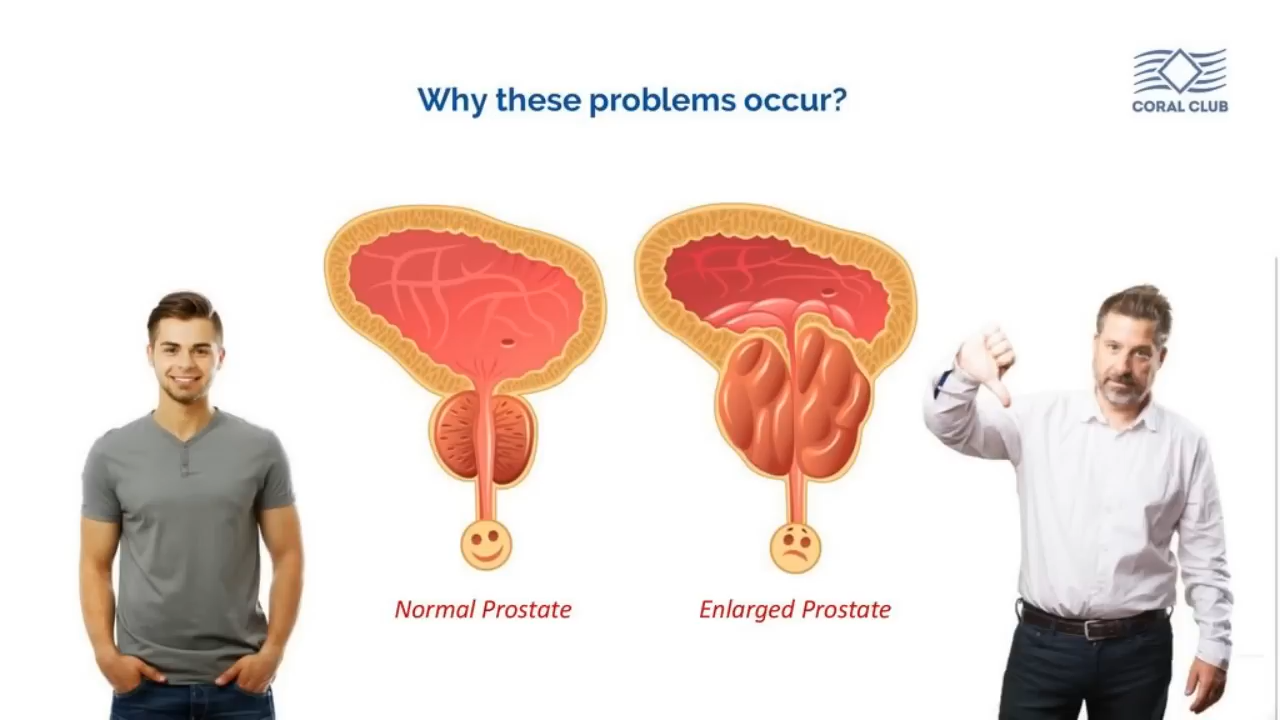 Why these problems occur?
CORAL CLUB
Normal Prostate
Enlarged Prostate